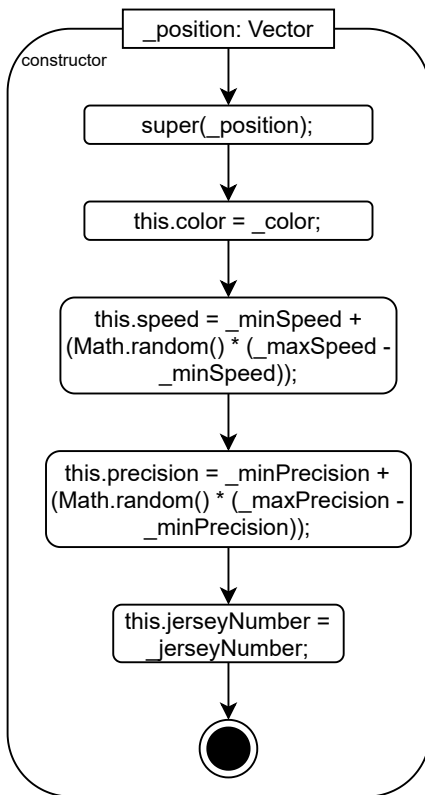 _position: Vector
constructor
super(_position);
this.color = _color;
this.speed = _minSpeed +
(Math.random() * (_maxSpeed -
_minSpeed));
this.precision = _minPrecision +
(Math.random() * (_maxPrecision -
_minPrecision));
this.jerseyNumber =
_jerseyNumber;